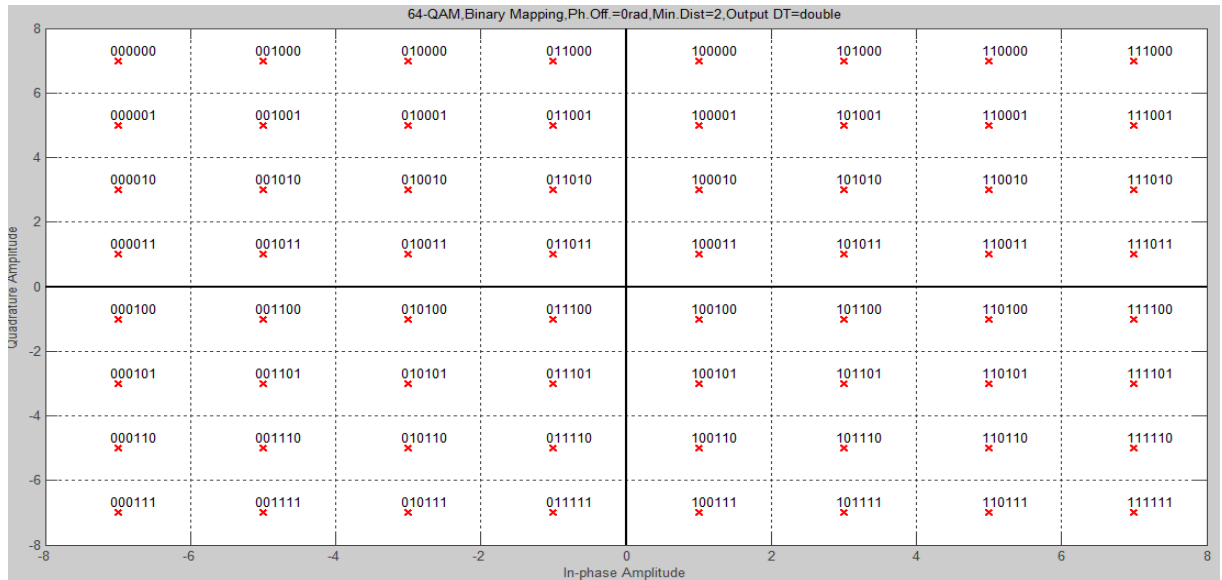 64-QAM,Binary Mapping,Ph.Off.=0rad,Min.Dist=2,Output DT=double
8
000000 001000 010000 011000 100000 101000 110000 111000
6
000001 001001 010001 011001 100001 101001 110001 111001
4
000010 001010 010010 011010 100010 101010 110010 111010
2
000011 001011 010011 011011 100011 101011 110011 111011
0
000100 001100 010100 011100 100100 101100 110100 111100
-2
000101 001101 010101 011101 100101 101101 110101 111101
-4
000110 001110 010110 011110 100110 101110 110110 111110
-6
000111 001111 010111 011111 100111 101111 110111 111111
-8
-8 -6 -4 -2 0 2 4 6 8
In-phase Amplitude
Quadrature Amplitude